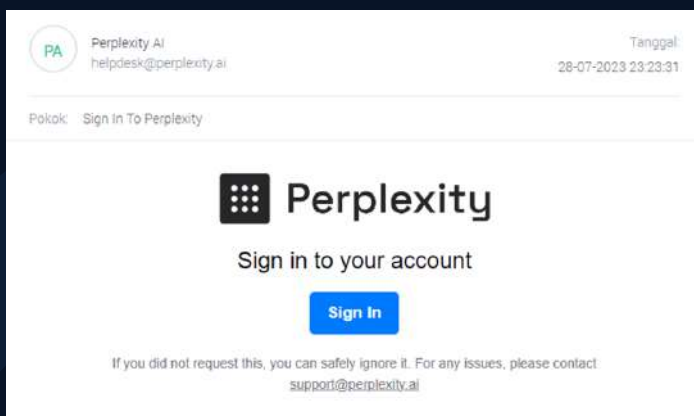 PA
Perplexity AI
helpdesk@perplexity.ai
Tanggal:
28-07-2023 23:23:31
Pokok: Sign In To Perplexity
Perplexity
Sign in to your account
Sign In
If you did not request this, you can safely ignore it. For any issues, please contact
support@perplexity.ai